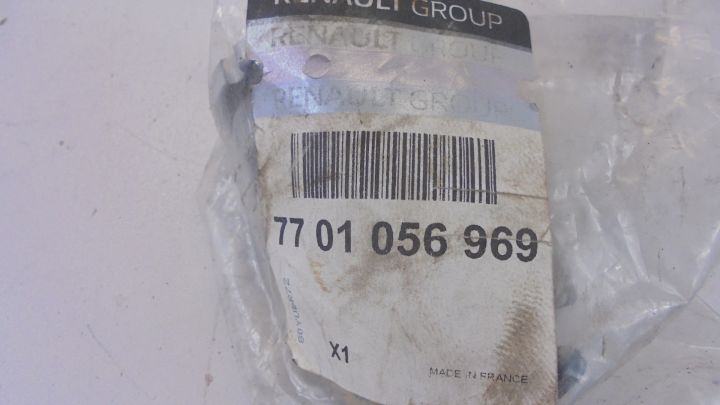 RENAULT GROUP
RENAULT GROUP
RENAULT GROUP
77 01 056 969
X1
MADE IN FRANCE